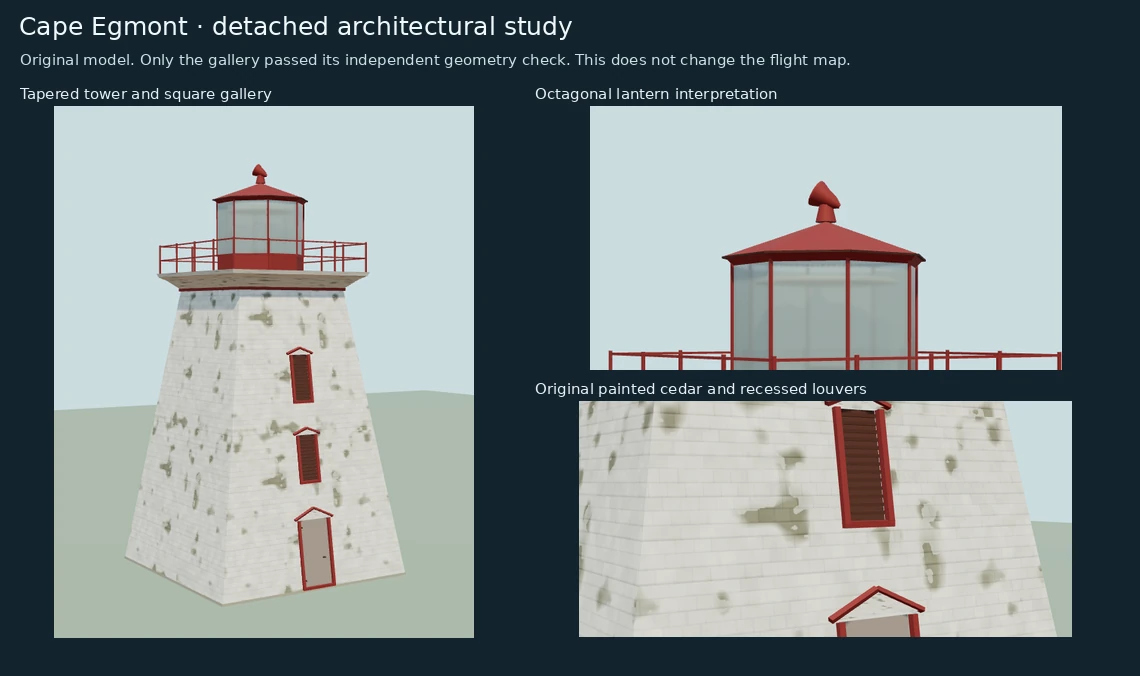 Cape Egmont · detached architectural study
Original model. Only the gallery passed its independent geometry check. This does not change the flight map.
Tapered tower and square gallery
Octagonal lantern interpretation
Original painted cedar and recessed louvers